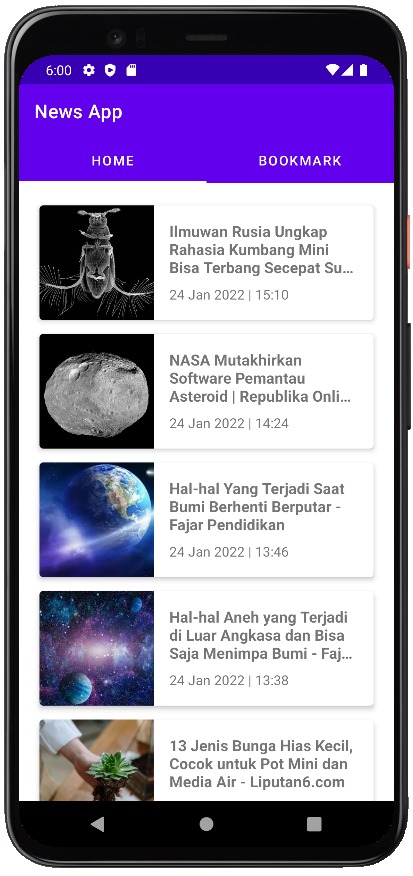 6:00
News App
HOME
BOOKMARK
Ilmuwan Rusia Ungkap
Rahasia Kumbang Mini
Bisa Terbang Secepat Su...
24 Jan 2022 | 15:10
NASA Mutakhirkan
Software Pemantau
Asteroid | Republika Onli...
24 Jan 2022 | 14:24
Hal-hal Yang Terjadi Saat
Bumi Berhenti Berputar -
Fajar Pendidikan
24 Jan 2022 | 13:46
Hal-hal Aneh yang Terjadi
di Luar Angkasa dan Bisa
Saja Menimpa Bumi - Faj...
24 Jan 2022 | 13:38
13 Jenis Bunga Hias Kecil,
Cocok untuk Pot Mini dan
Media Air - Liputan6.com